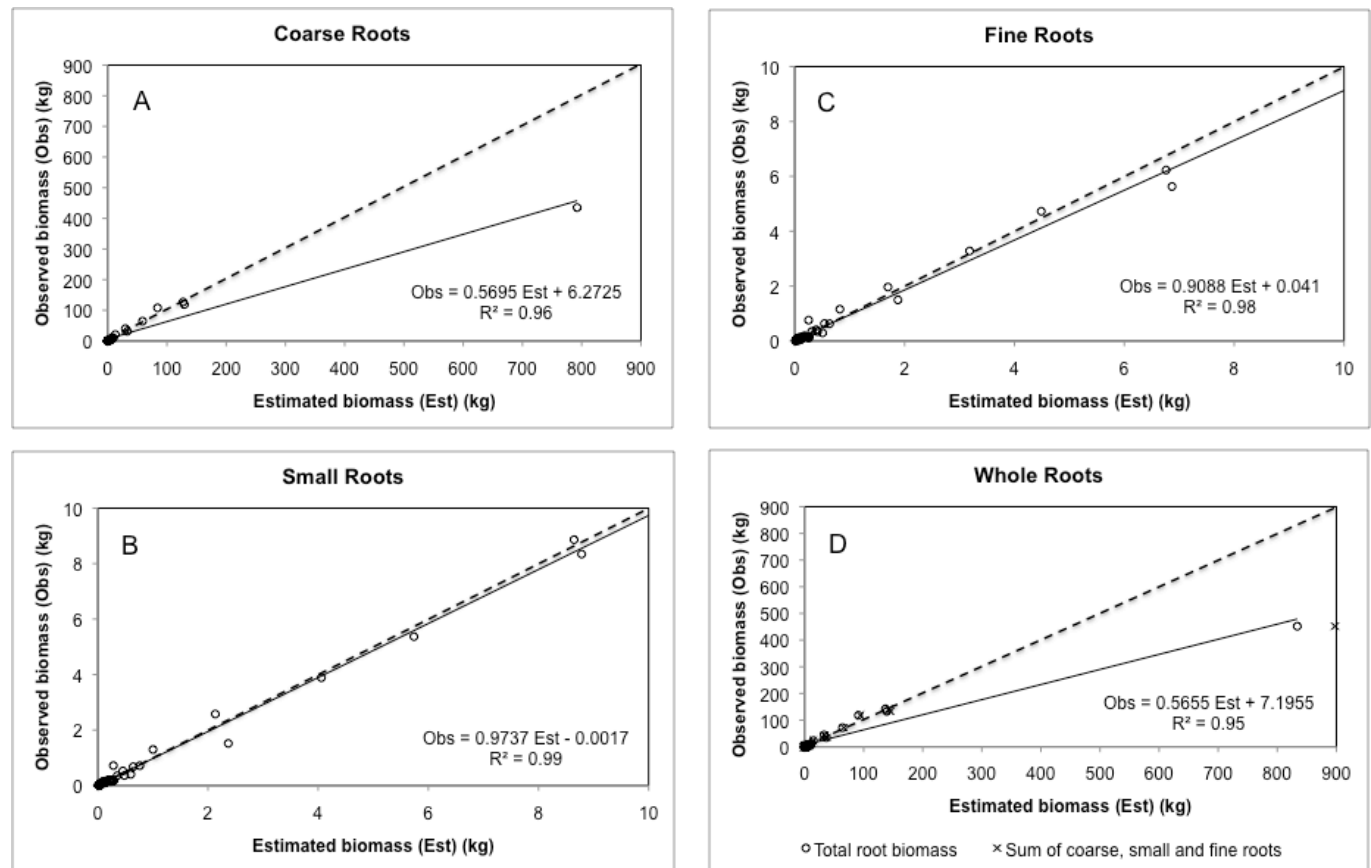 Coarse Roots
A
Observed biomass (Obs) (kg)
900
800
700
600
500
400
300
200
100
0
Obs = 0.5695 Est + 6.2725
R² = 0.96
0 100 200 300 400 500 600 700 800 900
Estimated biomass (Est) (kg)
Fine Roots
C
Observed biomass (Obs) (kg)
10
8
6
4
2
0
Obs = 0.9088 Est + 0.041
R² = 0.98
0 2 4 6 8 10
Estimated biomass (Est) (kg)
Small Roots
B
Observed biomass (Obs) (kg)
10
8
6
4
2
0
Obs = 0.9737 Est - 0.0017
R² = 0.99
0 2 4 6 8 10
Estimated biomass (Est) (kg)
Whole Roots
D
Observed biomass (Obs) (kg)
900
800
700
600
500
400
300
200
100
0
Obs = 0.5655 Est + 7.1955
R² = 0.95
0 100 200 300 400 500 600 700 800 900
Estimated biomass (Est) (kg)
Total root biomass Sum of coarse, small and fine roots